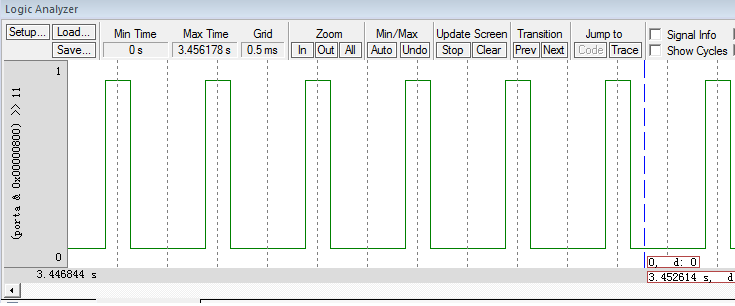 Logic Analyzer
Setup... Load... Min Time Max Time Grid Zoom Min/Max Update Screen Transition Jump to Signal Info
Save... 0 s 3.456178 s 0.5 ms In Out All Auto Undo Stop Clear Prev Next Code Trace Show Cycles
1
(porta & 0x00000800) >> 11
0
0, d: 0
3.446844 s
3.452614 s, d